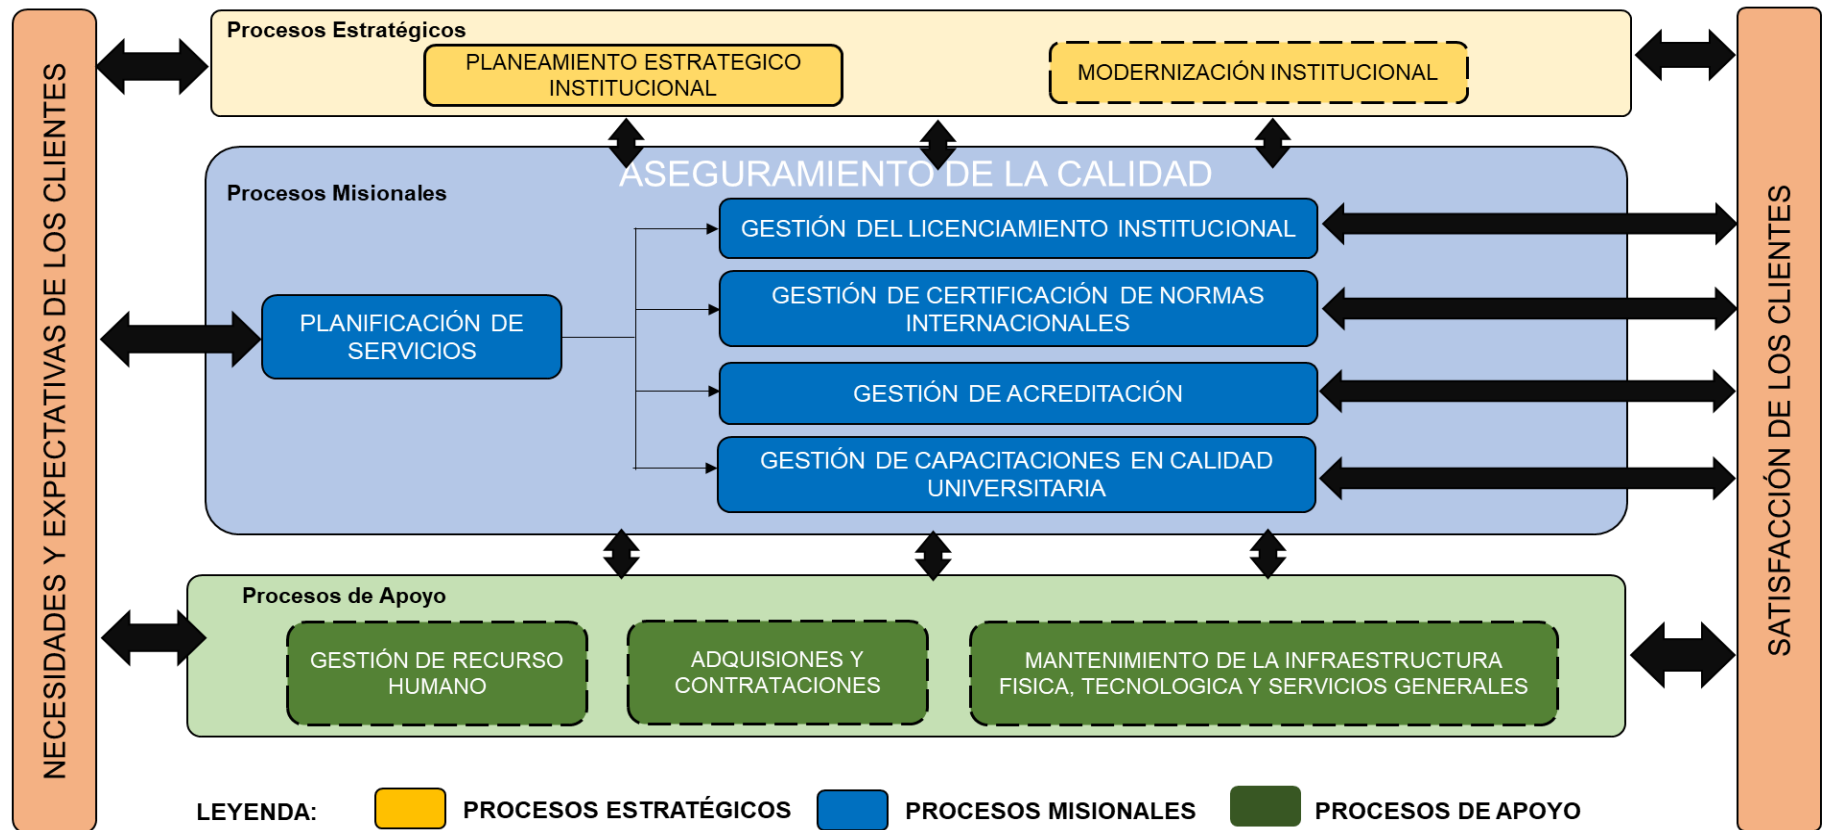 NECESIDADES Y EXPECTATIVAS DE LOS CLIENTES
Procesos Estratégicos
PLANEAMIENTO ESTRATEGICO
INSTITUCIONAL
MODERNIZACIÓN INSTITUCIONAL
ASEGURAMIENTO DE LA CALIDAD
Procesos Misionales
PLANIFICACIÓN DE
SERVICIOS
GESTIÓN DEL LICENCIAMIENTO INSTITUCIONAL
GESTIÓN DE CERTIFICACIÓN DE NORMAS
INTERNACIONALES
GESTIÓN DE ACREDITACIÓN
GESTIÓN DE CAPACITACIONES EN CALIDAD
UNIVERSITARIA
Procesos de Apoyo
GESTIÓN DE RECURSO
HUMANO
ADQUISIONES Y
CONTRATACIONES
MANTENIMIENTO DE LA INFRAESTRUCTURA
FISICA, TECNOLOGICA Y SERVICIOS GENERALES
SATISFACCIÓN DE LOS CLIENTES
LEYENDA:
PROCESOS ESTRATÉGICOS
PROCESOS MISIONALES
PROCESOS DE APOYO